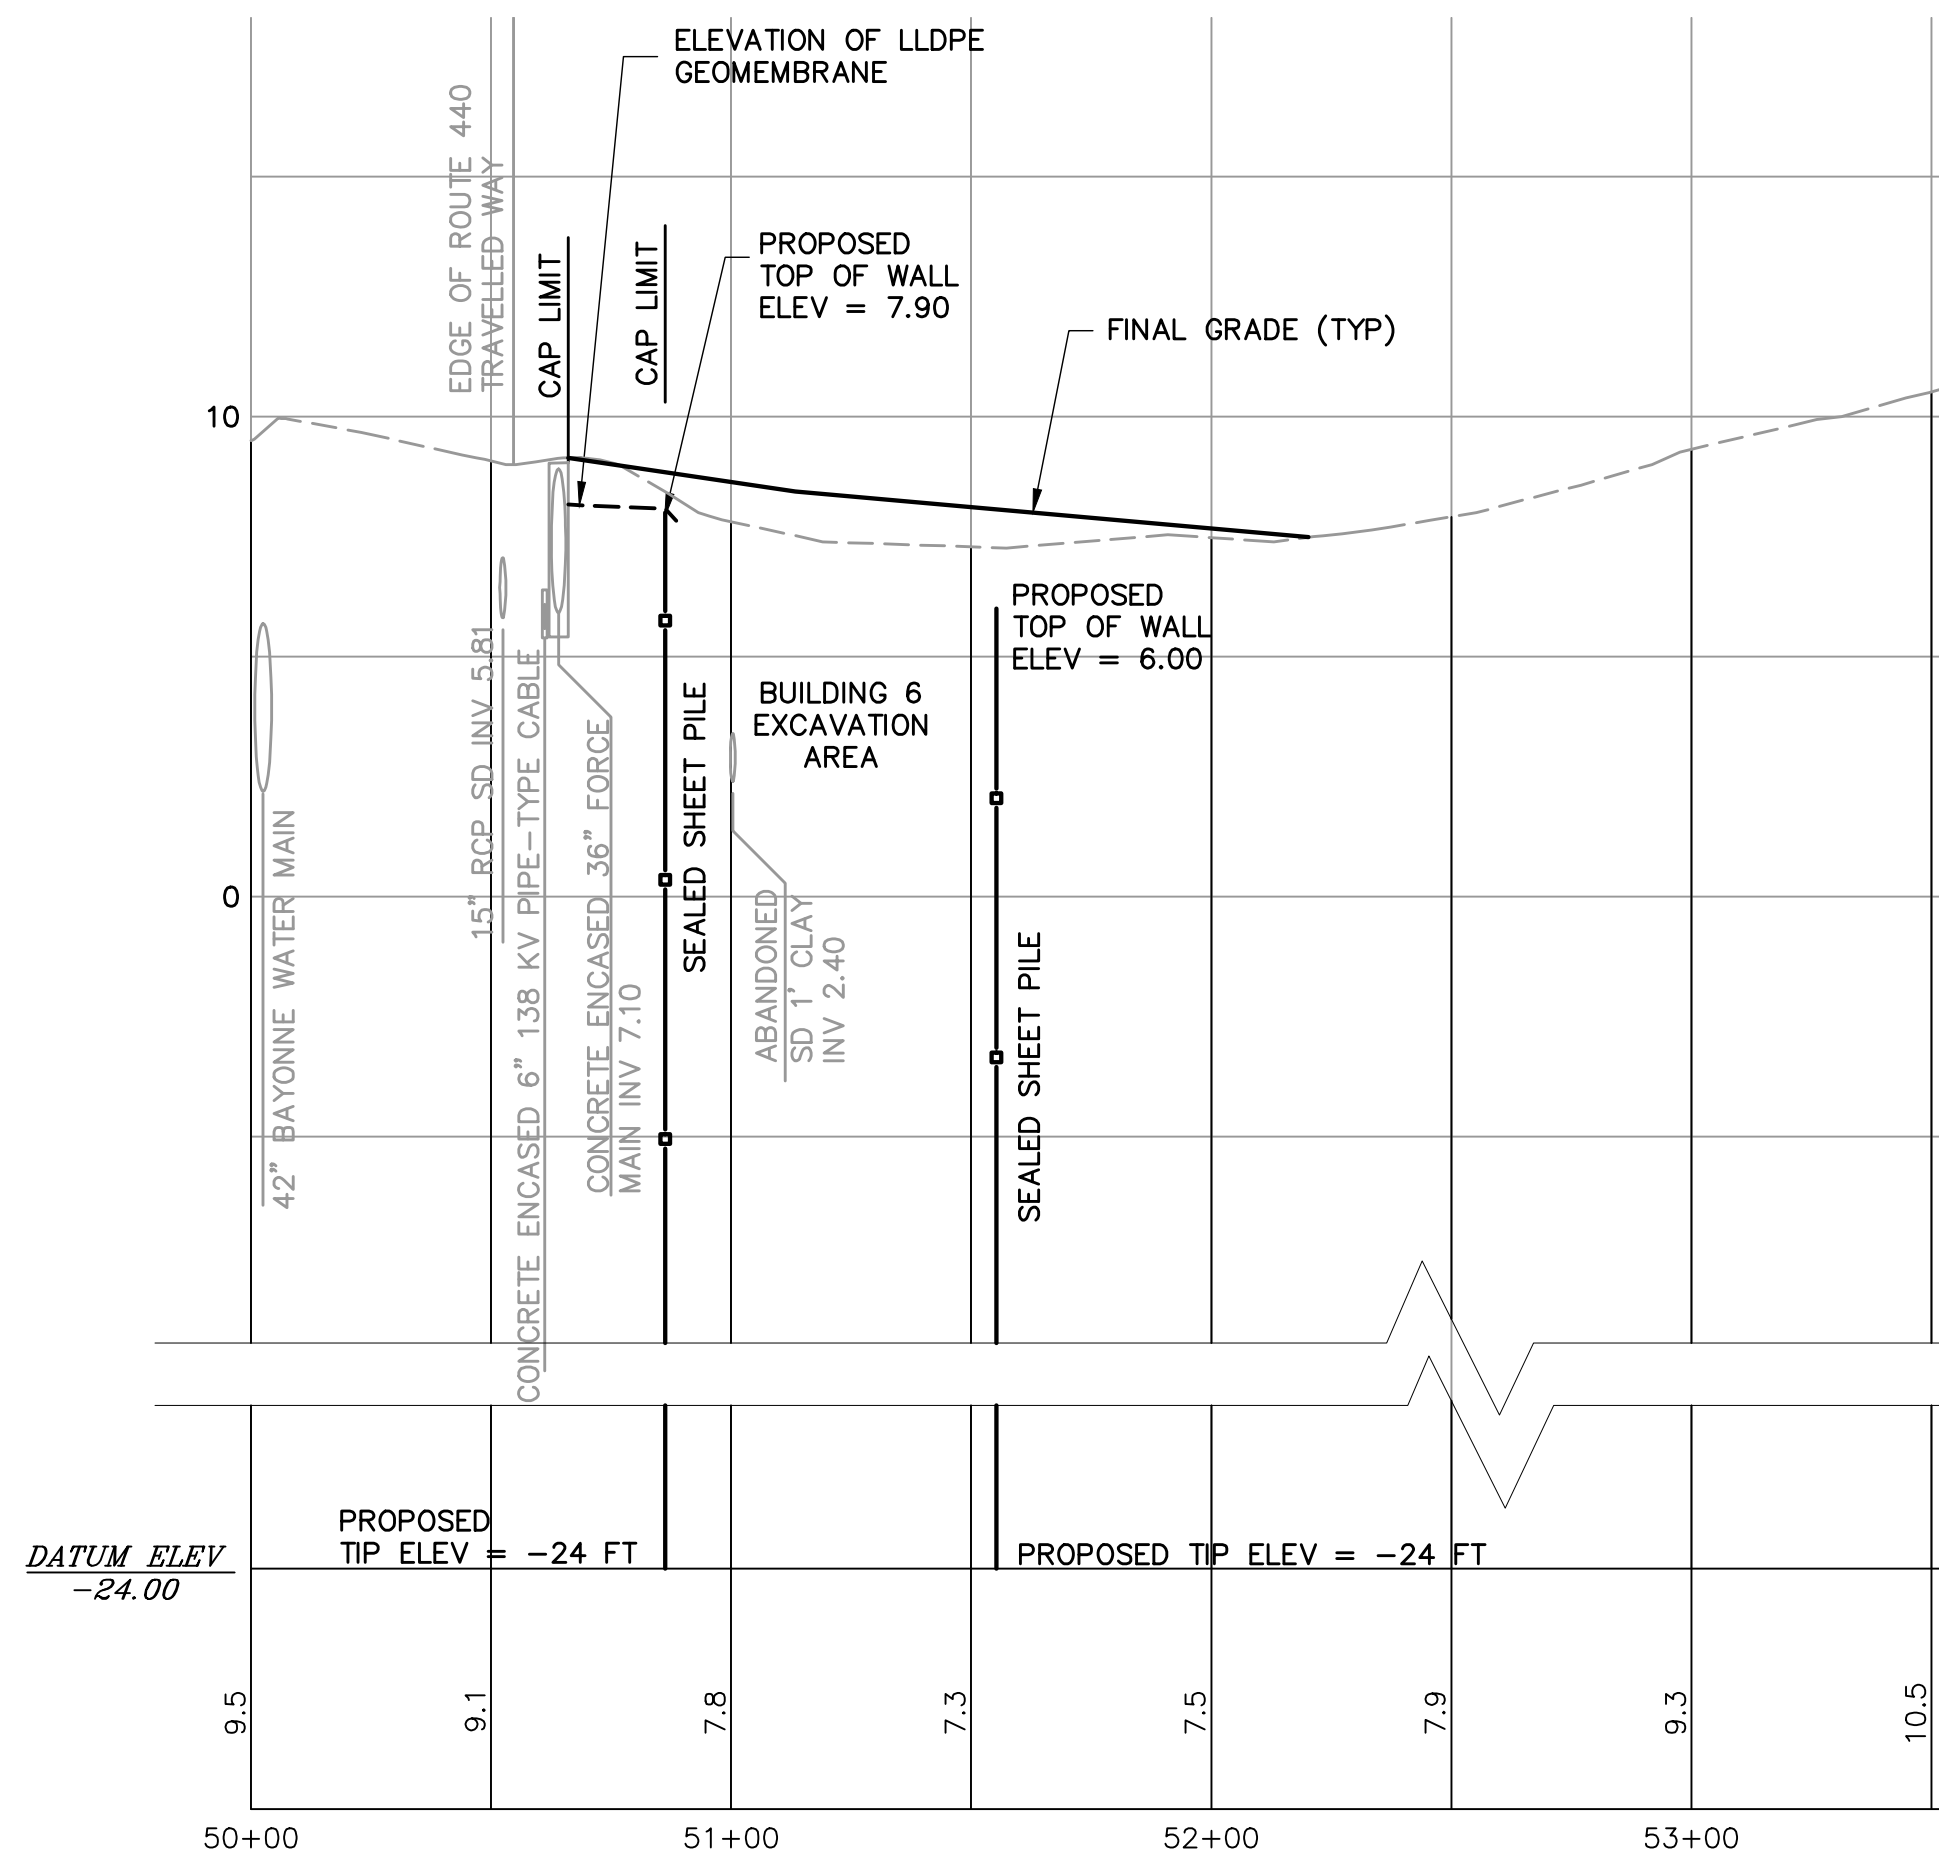 ELEVATION OF LLDPE
GEOMEMBRANE
EDGE OF ROUTE 440
TRAVELLED WAY
CAP LIMIT
CAP LIMIT
PROPOSED
TOP OF WALL
ELEV = 7.90
FINAL GRADE (TYP)
10
PROPOSED
TOP OF WALL
ELEV = 6.00
BUILDING 6
EXCAVATION
AREA
0
42" BAYONNE WATER MAIN
15" RCP SD INV 5.81
CONCRETE ENCASED 6" 138 KV PIPE-TYPE CABLE
CONCRETE ENCASED 36" FORCE
MAIN INV 7.10
SEALED SHEET PILE
ABANDONED
SD 1' CLAY
INV 2.40
SEALED SHEET PILE
PROPOSED
TIP ELEV = -24 FT
PROPOSED TIP ELEV = -24 FT
DATUM ELEV
-24.00
9.5
9.1
7.8
7.3
7.5
7.9
9.3
10.5
50+00
51+00
52+00
53+00